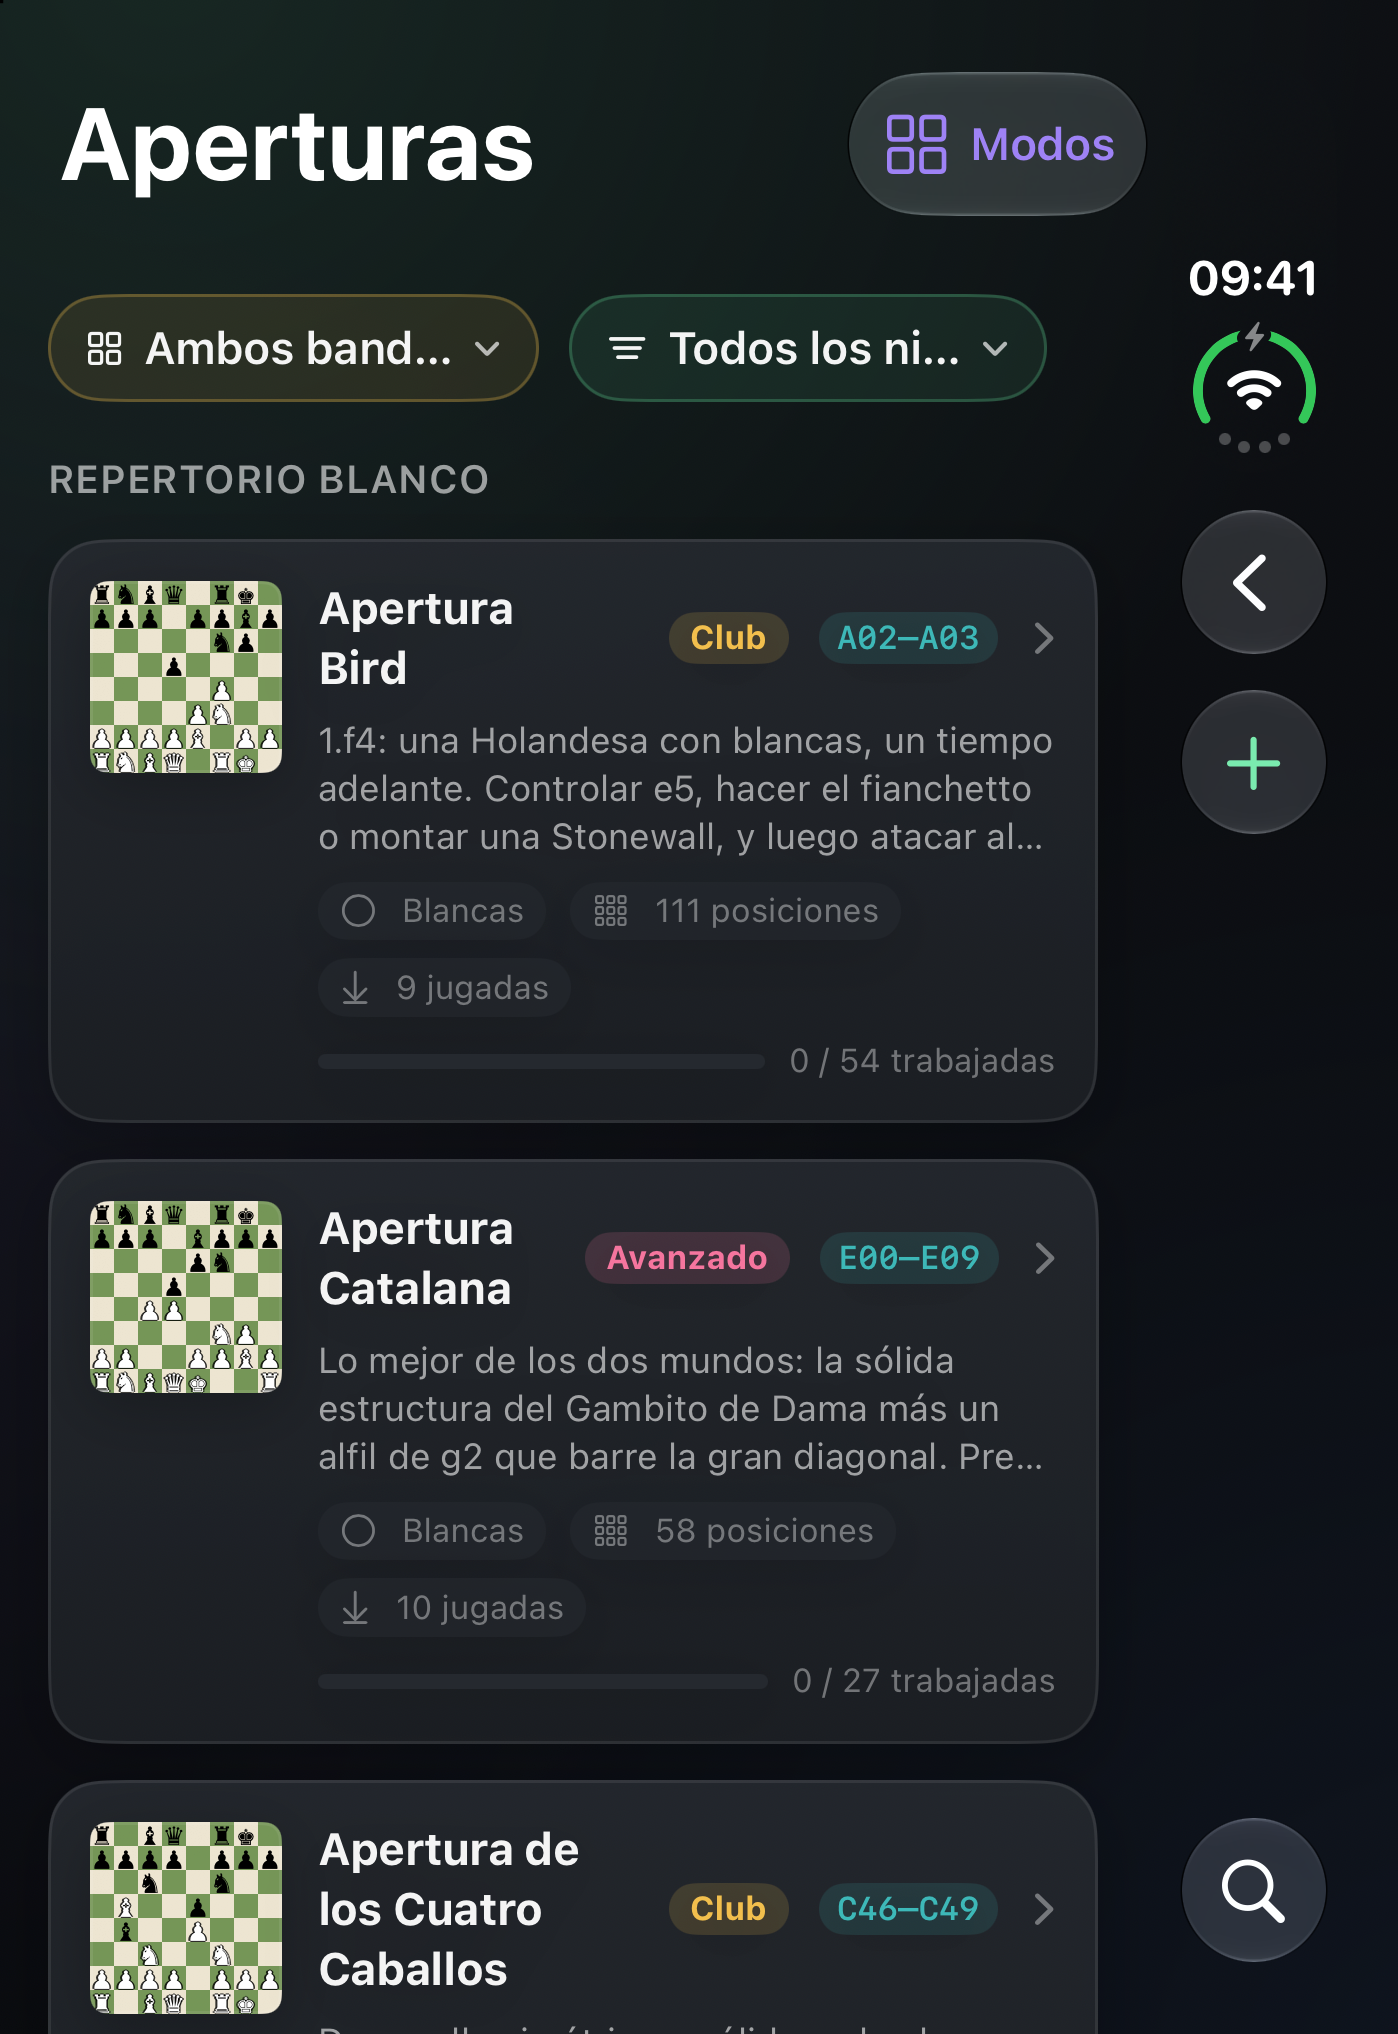 Aperturas
Modos
09:41
Ambos band...
Todos los ni...
REPERTORIO BLANCO
Apertura
Bird
Club
A02–A03
1.f4: una Holandesa con blancas, un tiempo
adelante. Controlar e5, hacer el fianchetto
o montar una Stonewall, y luego atacar al...
Blancas
111 posiciones
9 jugadas
0 / 54 trabajadas
Apertura
Catalana
Avanzado
E00–E09
Lo mejor de los dos mundos: la sólida
estructura del Gambito de Dama más un
alfil de g2 que barre la gran diagonal. Pre...
Blancas
58 posiciones
10 jugadas
0 / 27 trabajadas
Apertura de
los Cuatro
Caballos
Club
C46–C49